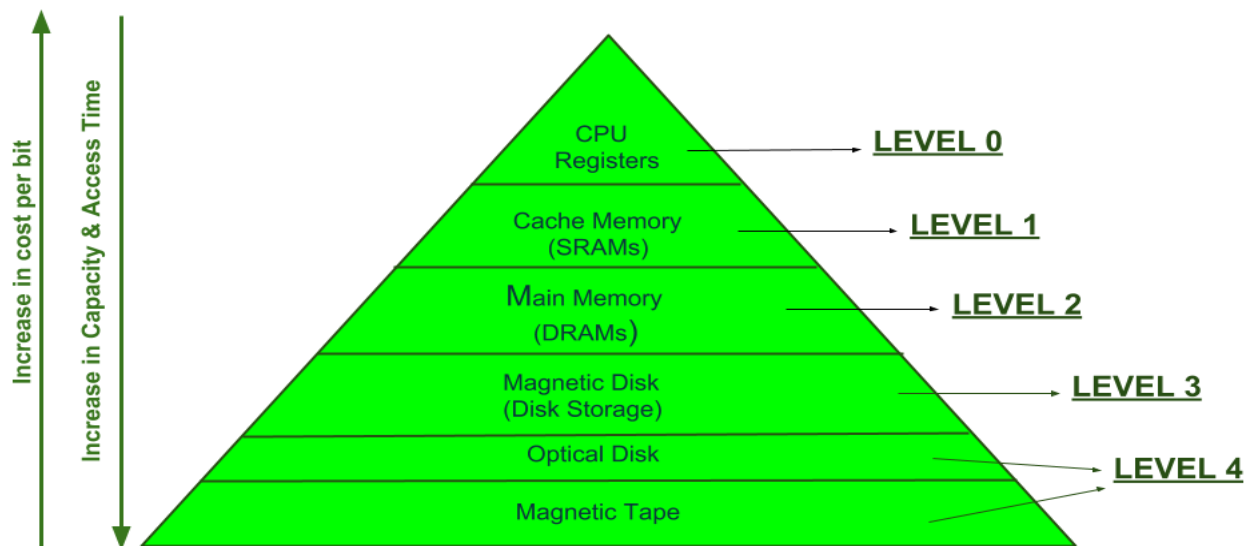 Increase in cost per bit
Increase in Capacity & Access Time
CPU
Registers
LEVEL 0
Cache Memory
(SRAMs)
LEVEL 1
Main Memory
(DRAMs)
LEVEL 2
Magnetic Disk
(Disk Storage)
LEVEL 3
Optical Disk
LEVEL 4
Magnetic Tape